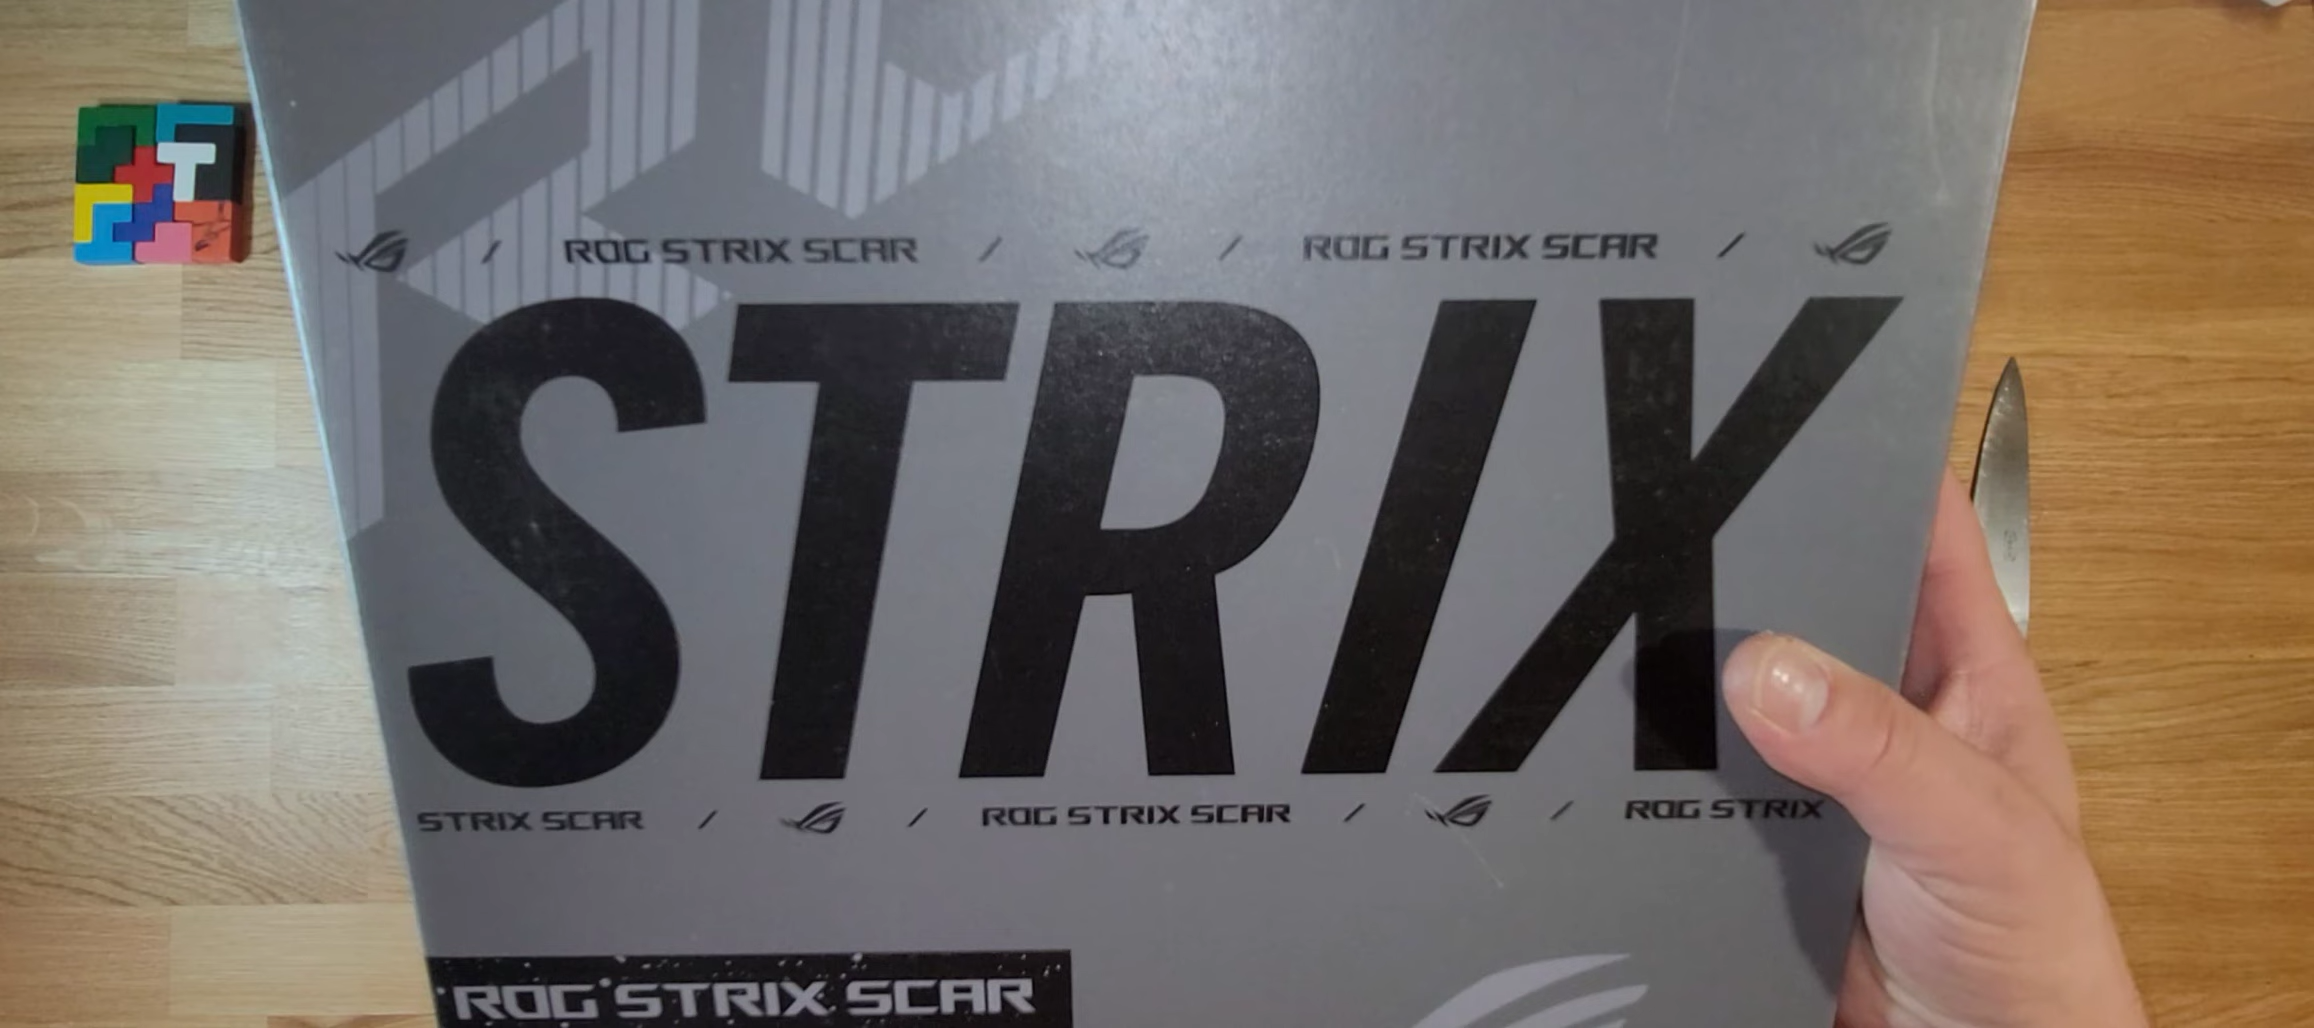 ROG STRIX SCAR / / ROG STRIX SCAR /
STRIX
STRIX SCAR / / ROG STRIX SCAR / / ROG STRIX
ROG STRIX SCAR